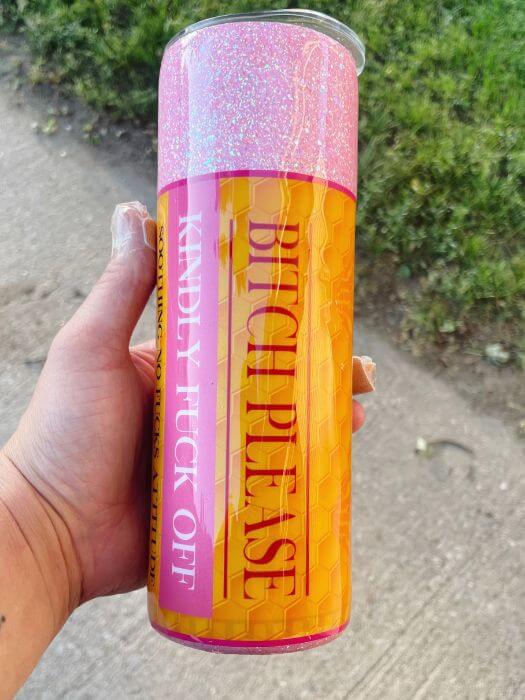 BITCH PLEASE
KINDLY FUCK OFF
SOOTHING NO FUCKS ATTITUDE